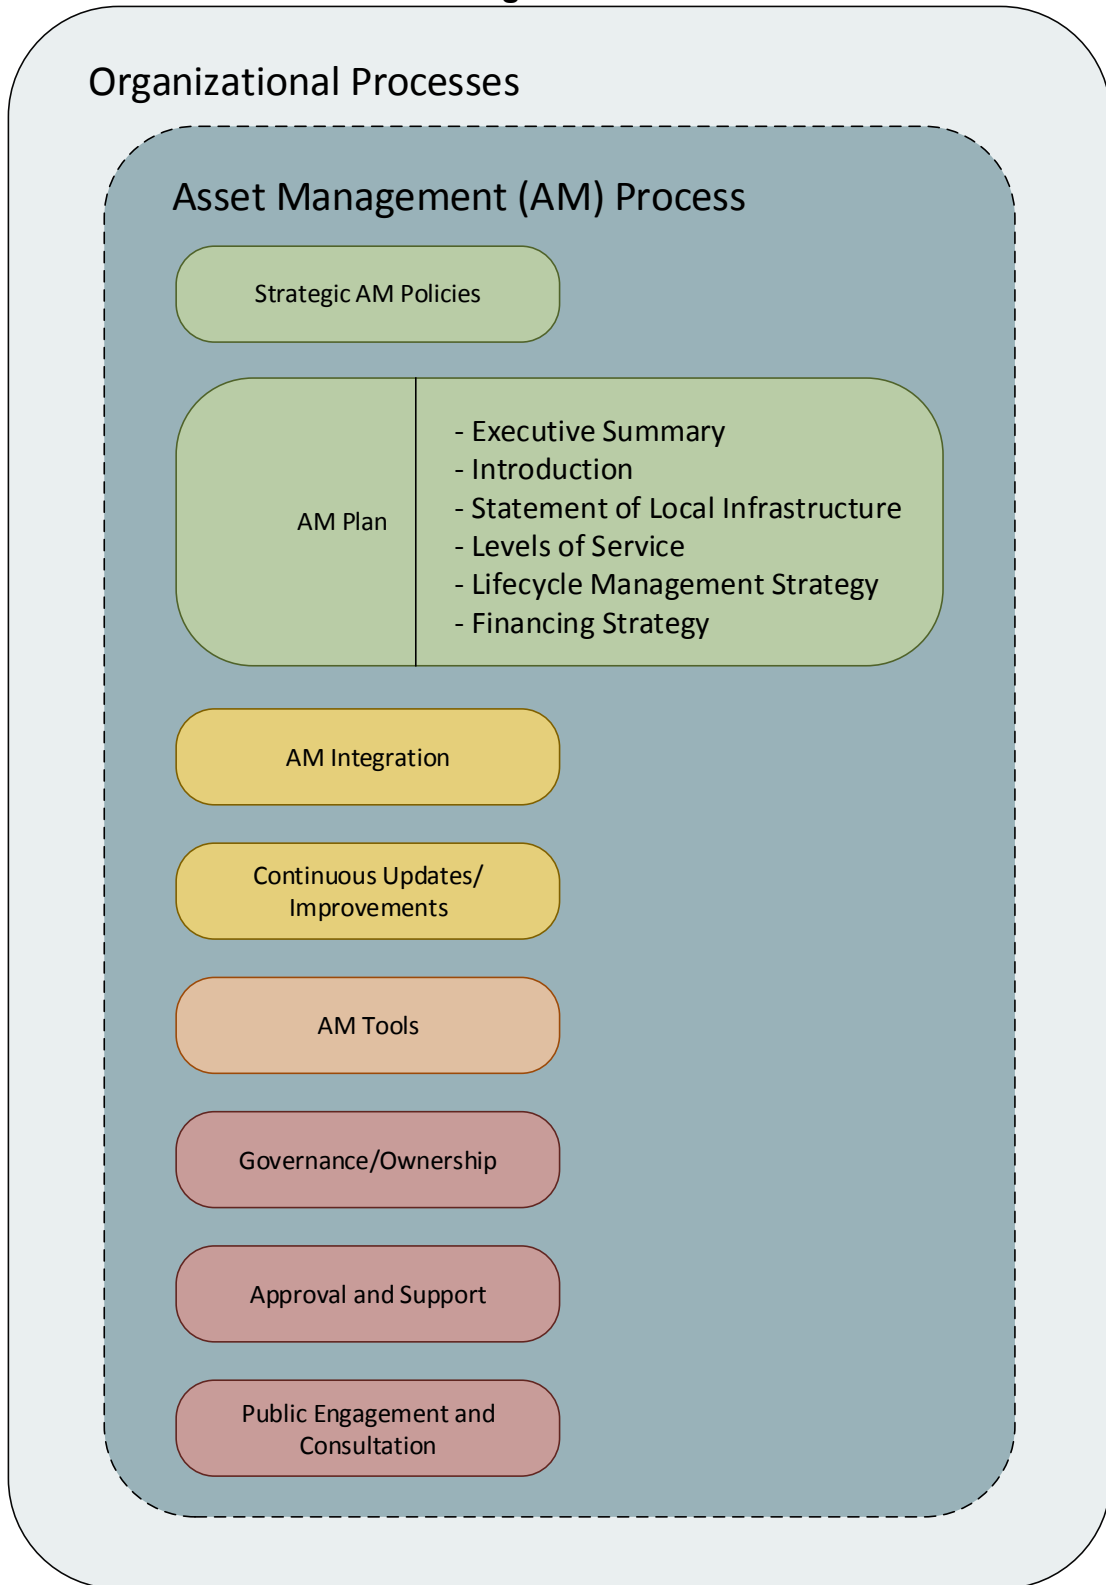 Organizational Processes
Asset Management (AM) Process
Strategic AM Policies
AM Plan
- Executive Summary
- Introduction
- Statement of Local Infrastructure
- Levels of Service
- Lifecycle Management Strategy
- Financing Strategy
AM Integration
Continuous Updates/
Improvements
AM Tools
Governance/Ownership
Approval and Support
Public Engagement and
Consultation